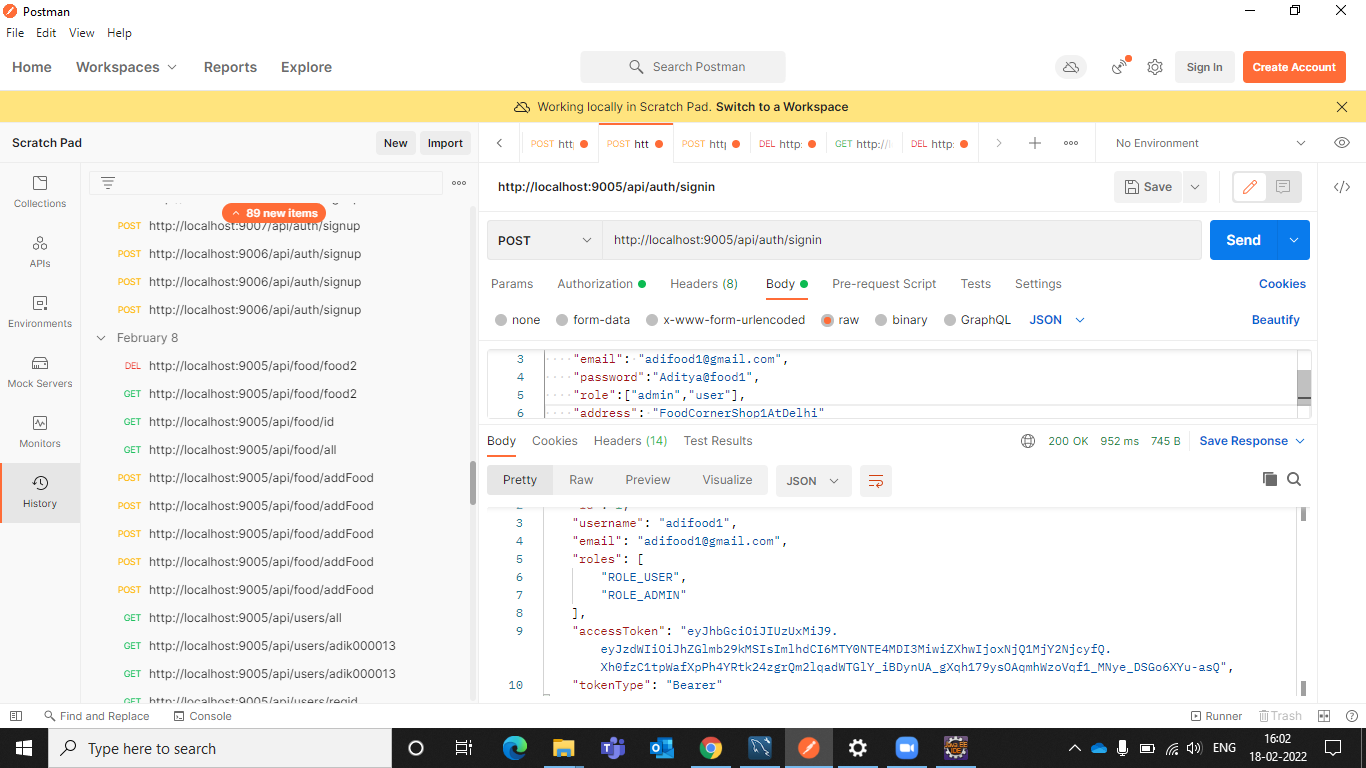 Postman
File Edit View Help
Home Workspaces Reports Explore
Search Postman
Sign In Create Account
Working locally in Scratch Pad. Switch to a Workspace
Scratch Pad New Import
POST htt POST htt POST htt DEL http: GET http://l DEL http:
No Environment
Collections
APIs
Environments
Mock Servers
Monitors
History
89 new items
POST http://localhost:9007/api/auth/signup
POST http://localhost:9006/api/auth/signup
POST http://localhost:9006/api/auth/signup
POST http://localhost:9006/api/auth/signup
February 8
DEL http://localhost:9005/api/food/food2
GET http://localhost:9005/api/food/food2
GET http://localhost:9005/api/food/id
GET http://localhost:9005/api/food/all
POST http://localhost:9005/api/food/addFood
POST http://localhost:9005/api/food/addFood
POST http://localhost:9005/api/food/addFood
POST http://localhost:9005/api/food/addFood
POST http://localhost:9005/api/food/addFood
GET http://localhost:9005/api/users/all
GET http://localhost:9005/api/users/adik000013
GET http://localhost:9005/api/users/adik000013
GET http://localhost:9005/api/users/regid
http://localhost:9005/api/auth/signin
Save
POST http://localhost:9005/api/auth/signin Send
Params Authorization Headers (8) Body Pre-request Script Tests Settings Cookies
none form-data x-www-form-urlencoded raw binary GraphQL JSON Beautify
3 "email": "adifood1@gmail.com",
4 "password":"Aditya@food1",
5 "role":["admin","user"],
6 "address": "FoodCornerShop1AtDelhi"
Body Cookies Headers (14) Test Results 200 OK 952 ms 745 B Save Response
Pretty Raw Preview Visualize JSON
3 "username": "adifood1",
4 "email": "adifood1@gmail.com",
5 "roles": [
6 "ROLE_USER",
7 "ROLE_ADMIN"
8 ],
9 "accessToken": "eyJhbGciOiJIUzUxMiJ9.
eyJzdWIiOiJhZGlmb29kMSIsImlhdCI6MTY0NTE4MDI3MiwiZXhwIjoxNjQ1MjY2NjcyfQ.
Xh0fzC1tpWafXpPh4YRtk24zgrQm2lqadWTGlY_iBDynUA_gXqh179ysOAqmhWzoVqf1_MNye_DSGo6XYu-asQ",
10 "tokenType": "Bearer"
Find and Replace Console Runner Trash
Type here to search
ENG
16:02
18-02-2022